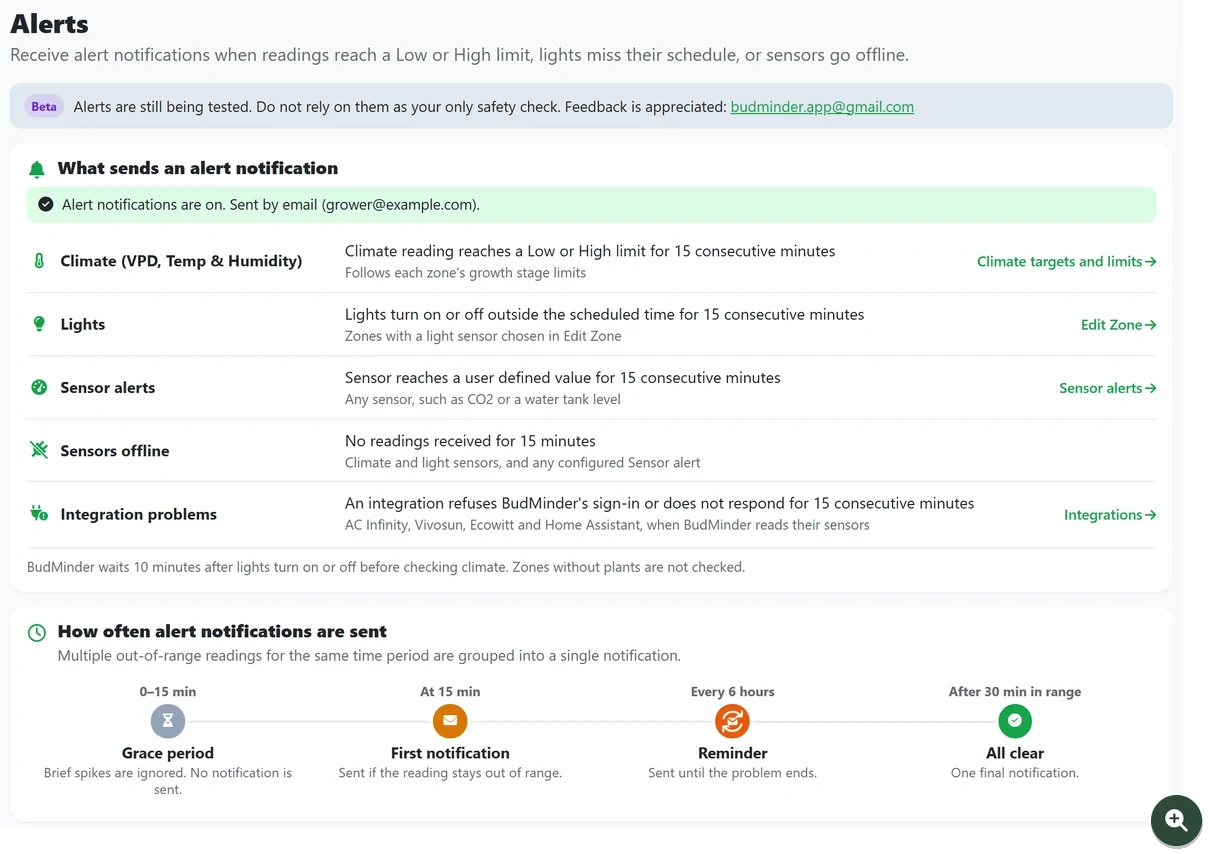 Alerts
Receive alert notifications when readings reach a Low or High limit, lights miss their schedule, or sensors go offline.
Beta Alerts are still being tested. Do not rely on them as your only safety check. Feedback is appreciated: budminder.app@gmail.com
What sends an alert notification
Alert notifications are on. Sent by email (grower@example.com).
Climate (VPD, Temp & Humidity)
Climate reading reaches a Low or High limit for 15 consecutive minutes
Follows each zone's growth stage limits
Climate targets and limits→
Lights
Lights turn on or off outside the scheduled time for 15 consecutive minutes
Zones with a light sensor chosen in Edit Zone
Edit Zone→
Sensor alerts
Sensor reaches a user defined value for 15 consecutive minutes
Any sensor, such as CO2 or a water tank level
Sensor alerts→
Sensors offline
No readings received for 15 minutes
Climate and light sensors, and any configured Sensor alert
Integration problems
An integration refuses BudMinder's sign-in or does not respond for 15 consecutive minutes
AC Infinity, Vivosun, Ecowitt and Home Assistant, when BudMinder reads their sensors
Integrations→
BudMinder waits 10 minutes after lights turn on or off before checking climate. Zones without plants are not checked.
How often alert notifications are sent
Multiple out-of-range readings for the same time period are grouped into a single notification.
0–15 min
Grace period
Brief spikes are ignored. No notification is
sent.
At 15 min
First notification
Sent if the reading stays out of range.
Every 6 hours
Reminder
Sent until the problem ends.
After 30 min in range
All clear
One final notification.